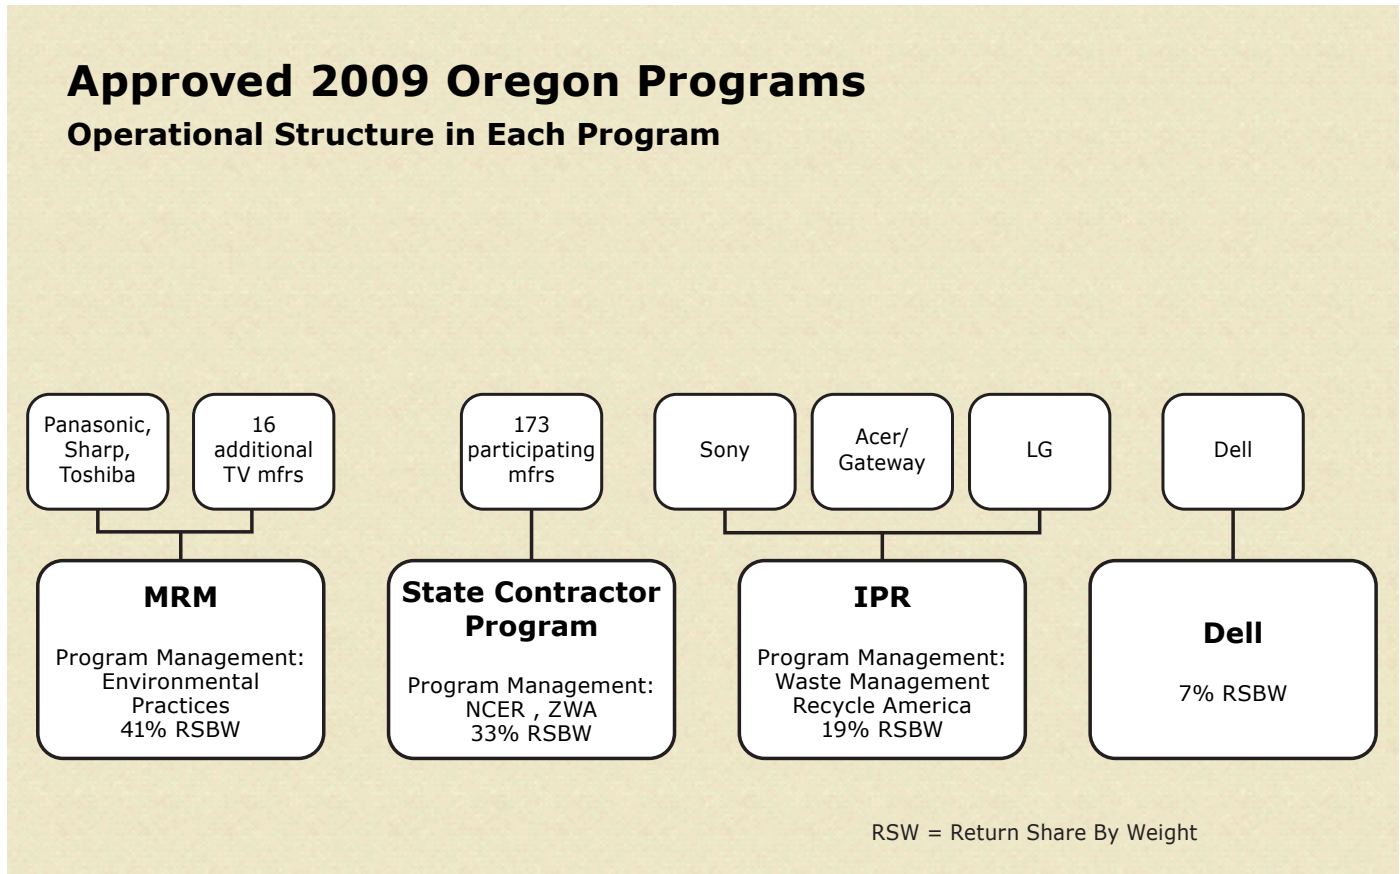 Approved 2009 Oregon Programs
Operational Structure in Each Program
Panasonic,
Sharp,
Toshiba
16
additional
TV mfrs
173
participating
mfrs
Sony
Acer/
Gateway
LG
Dell
MRM
Program Management:
Environmental
Practices
41% RSBW
State Contractor
Program
Program Management:
NCER , ZWA
33% RSBW
IPR
Program Management:
Waste Management
Recycle America
19% RSBW
Dell
7% RSBW
RSW = Return Share By Weight